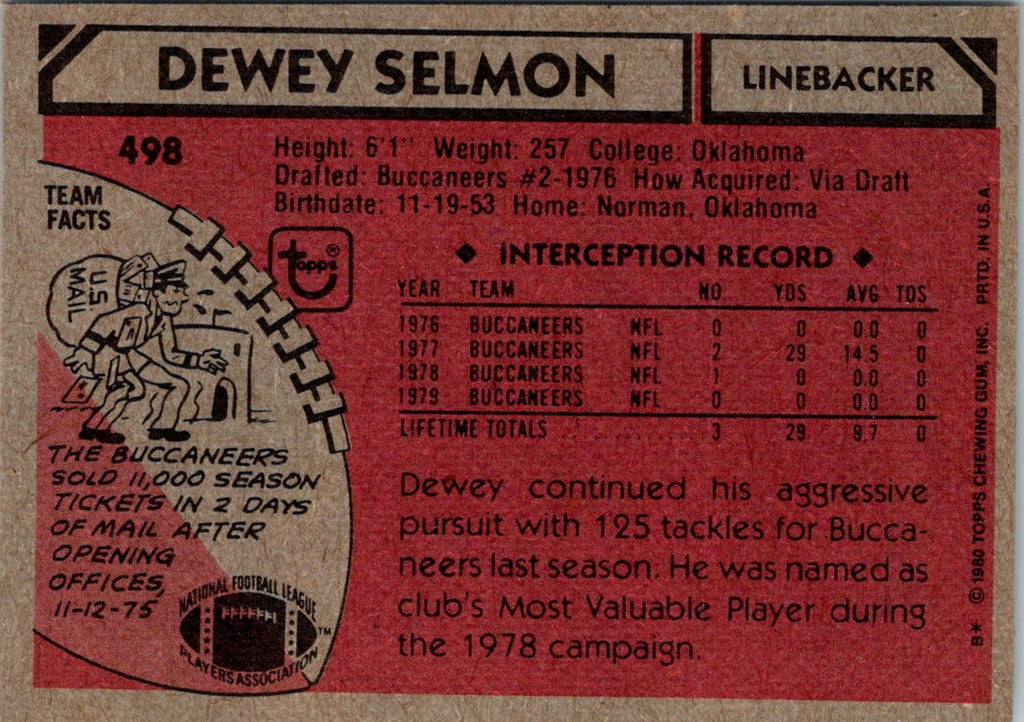 DEWEY SELMON
LINEBACKER
498
Height: 6'1" Weight: 257 College: Oklahoma
Drafted: Buccaneers #2-1976 How Acquired: Via Draft
Birthdate: 11-19-53 Home: Norman, Oklahoma
TEAM
FACTS
U.S.
MAIL
topps®
◆ INTERCEPTION RECORD ◆
YEAR TEAM NO. YDS AVG TDS
1976 BUCCANEERS NFL 0 0 0.0 0
1977 BUCCANEERS NFL 2 29 14.5 0
1978 BUCCANEERS NFL 1 0 0.0 0
1979 BUCCANEERS NFL 0 0 0.0 0
LIFETIME TOTALS 3 29 9.7 0
THE BUCCANEERS
SOLD 11,000 SEASON
TICKETS IN 2 DAYS
OF MAIL AFTER
OPENING
OFFICES,
11-12-75
NATIONAL FOOTBALL LEAGUE
PLAYERS ASSOCIATION ™
Dewey continued his aggressive
pursuit with 125 tackles for Bucca-
neers last season. He was named as
club's Most Valuable Player during
the 1978 campaign.
B* © 1980 TOPPS CHEWING GUM, INC. PRTD. IN U.S.A.